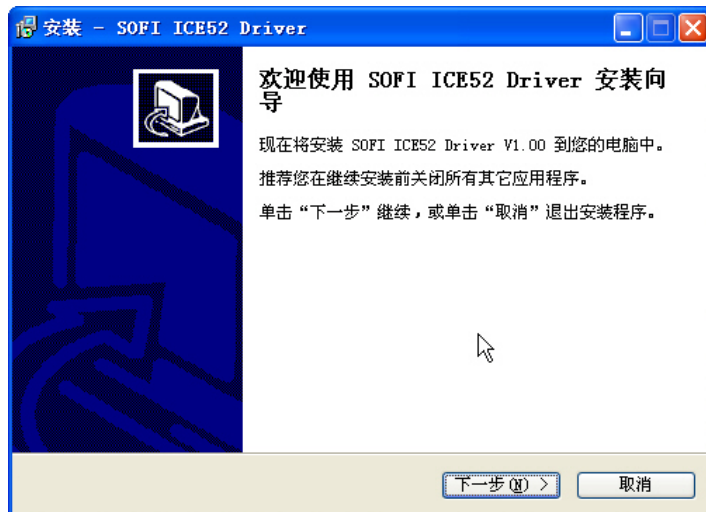 安装 - SOFI ICE52 Driver
欢迎使用 SOFI ICE52 Driver 安装向
导
现在将安装 SOFI ICE52 Driver V1.00 到您的电脑中。
推荐您在继续安装前关闭所有其它应用程序。
单击“下一步”继续，或单击“取消”退出安装程序。
下一步(N) > 取消